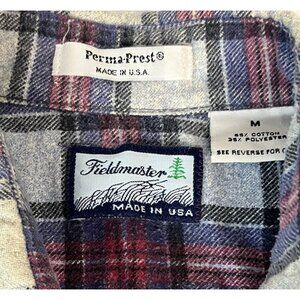 Perma-Prest®
MADE IN U.S.A.
M
65% COTTON
35% POLYESTER
SEE REVERSE FOR
Fieldmaster
MADE IN USA